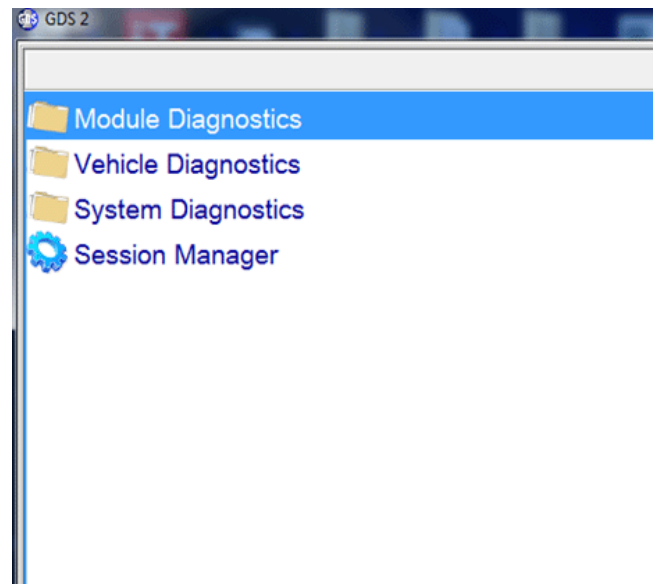 GDS 2
Module Diagnostics
Vehicle Diagnostics
System Diagnostics
Session Manager